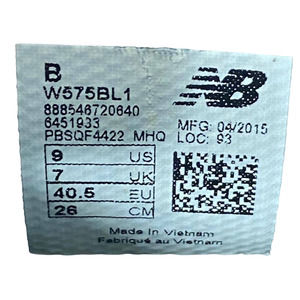 B
W575BL1
888546720640
6451933
PBSQF4422 MHQ
NB
MFG: 04/2015
LOC: 93
9 US
7 UK
40.5 EU
26 CM
Made in Vietnam
Fabriqué au Vietnam